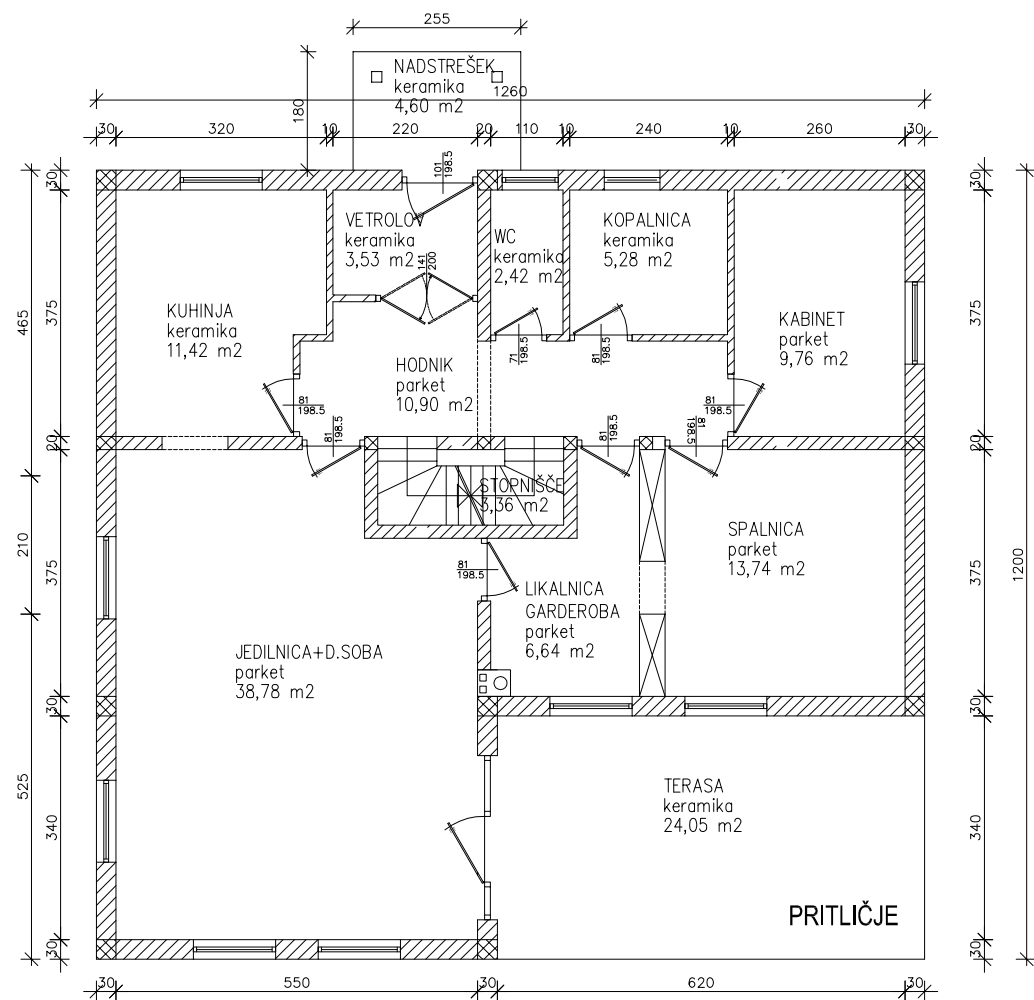 255
NADSTREŠEK
keramika
4,60 m2
1260
180
30
320
10
220
20
110
10
240
10
260
30
30
101
198.5
30
VETROLOV
keramika
3,53 m2
WC
keramika
2,42 m2
KOPALNICA
keramika
5,28 m2
141
200
465
375
375
KUHINJA
keramika
11,42 m2
KABINET
parket
9,76 m2
HODNIK
parket
10,90 m2
71
198.5
81
198.5
81
198.5
81
198.5
81
198.5
81
198.5
81
198.5
20
20
STOPNIŠČE
3,36 m2
SPALNICA
parket
13,74 m2
210
375
375
1200
81
198.5
LIKALNICA
GARDEROBA
parket
6,64 m2
JEDILNICA+D.SOBA
parket
38,78 m2
30
30
525
340
340
TERASA
keramika
24,05 m2
PRITLIČJE
30
30
30
550
30
620
30